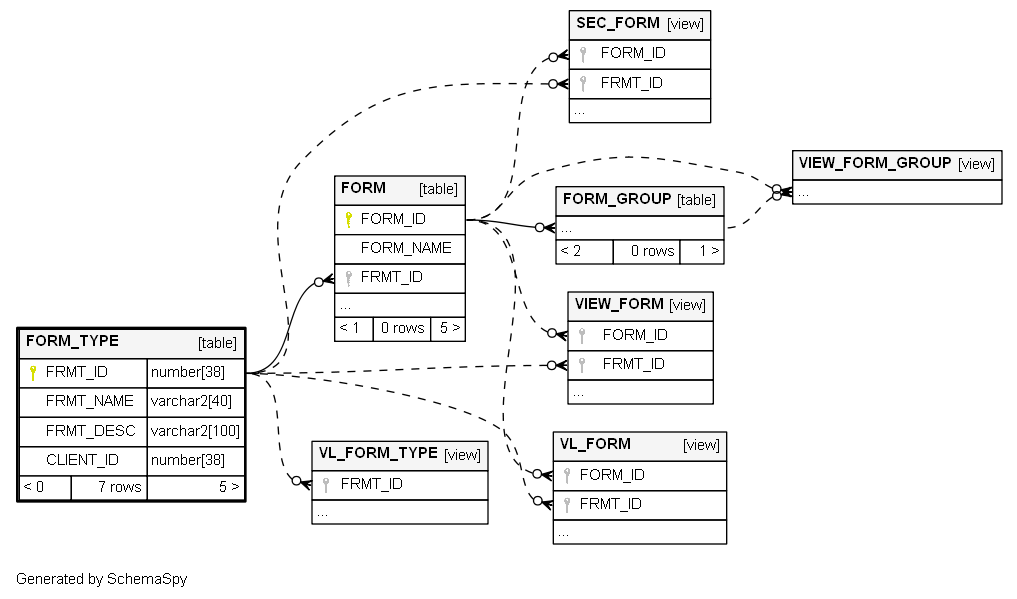 SEC_FORM [view]
FORM_ID
FRMT_ID
...
VIEW_FORM_GROUP [view]
...
FORM [table]
FORM_ID
FORM_NAME
FRMT_ID
...
< 1 0 rows 5 >
FORM_GROUP [table]
...
< 2 0 rows 1 >
VIEW_FORM [view]
FORM_ID
FRMT_ID
...
FORM_TYPE [table]
FRMT_ID number[38]
FRMT_NAME varchar2[40]
FRMT_DESC varchar2[100]
CLIENT_ID number[38]
< 0 7 rows 5 >
VL_FORM_TYPE [view]
FRMT_ID
...
VL_FORM [view]
FORM_ID
FRMT_ID
...
Generated by SchemaSpy